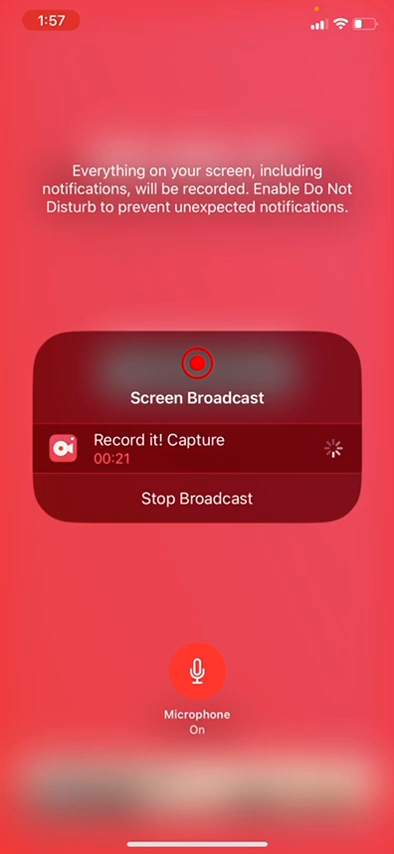 1:57
Everything on your screen, including
notifications, will be recorded. Enable Do Not
Disturb to prevent unexpected notifications.
Screen Broadcast
Record it! Capture
00:21
Stop Broadcast
Microphone
On